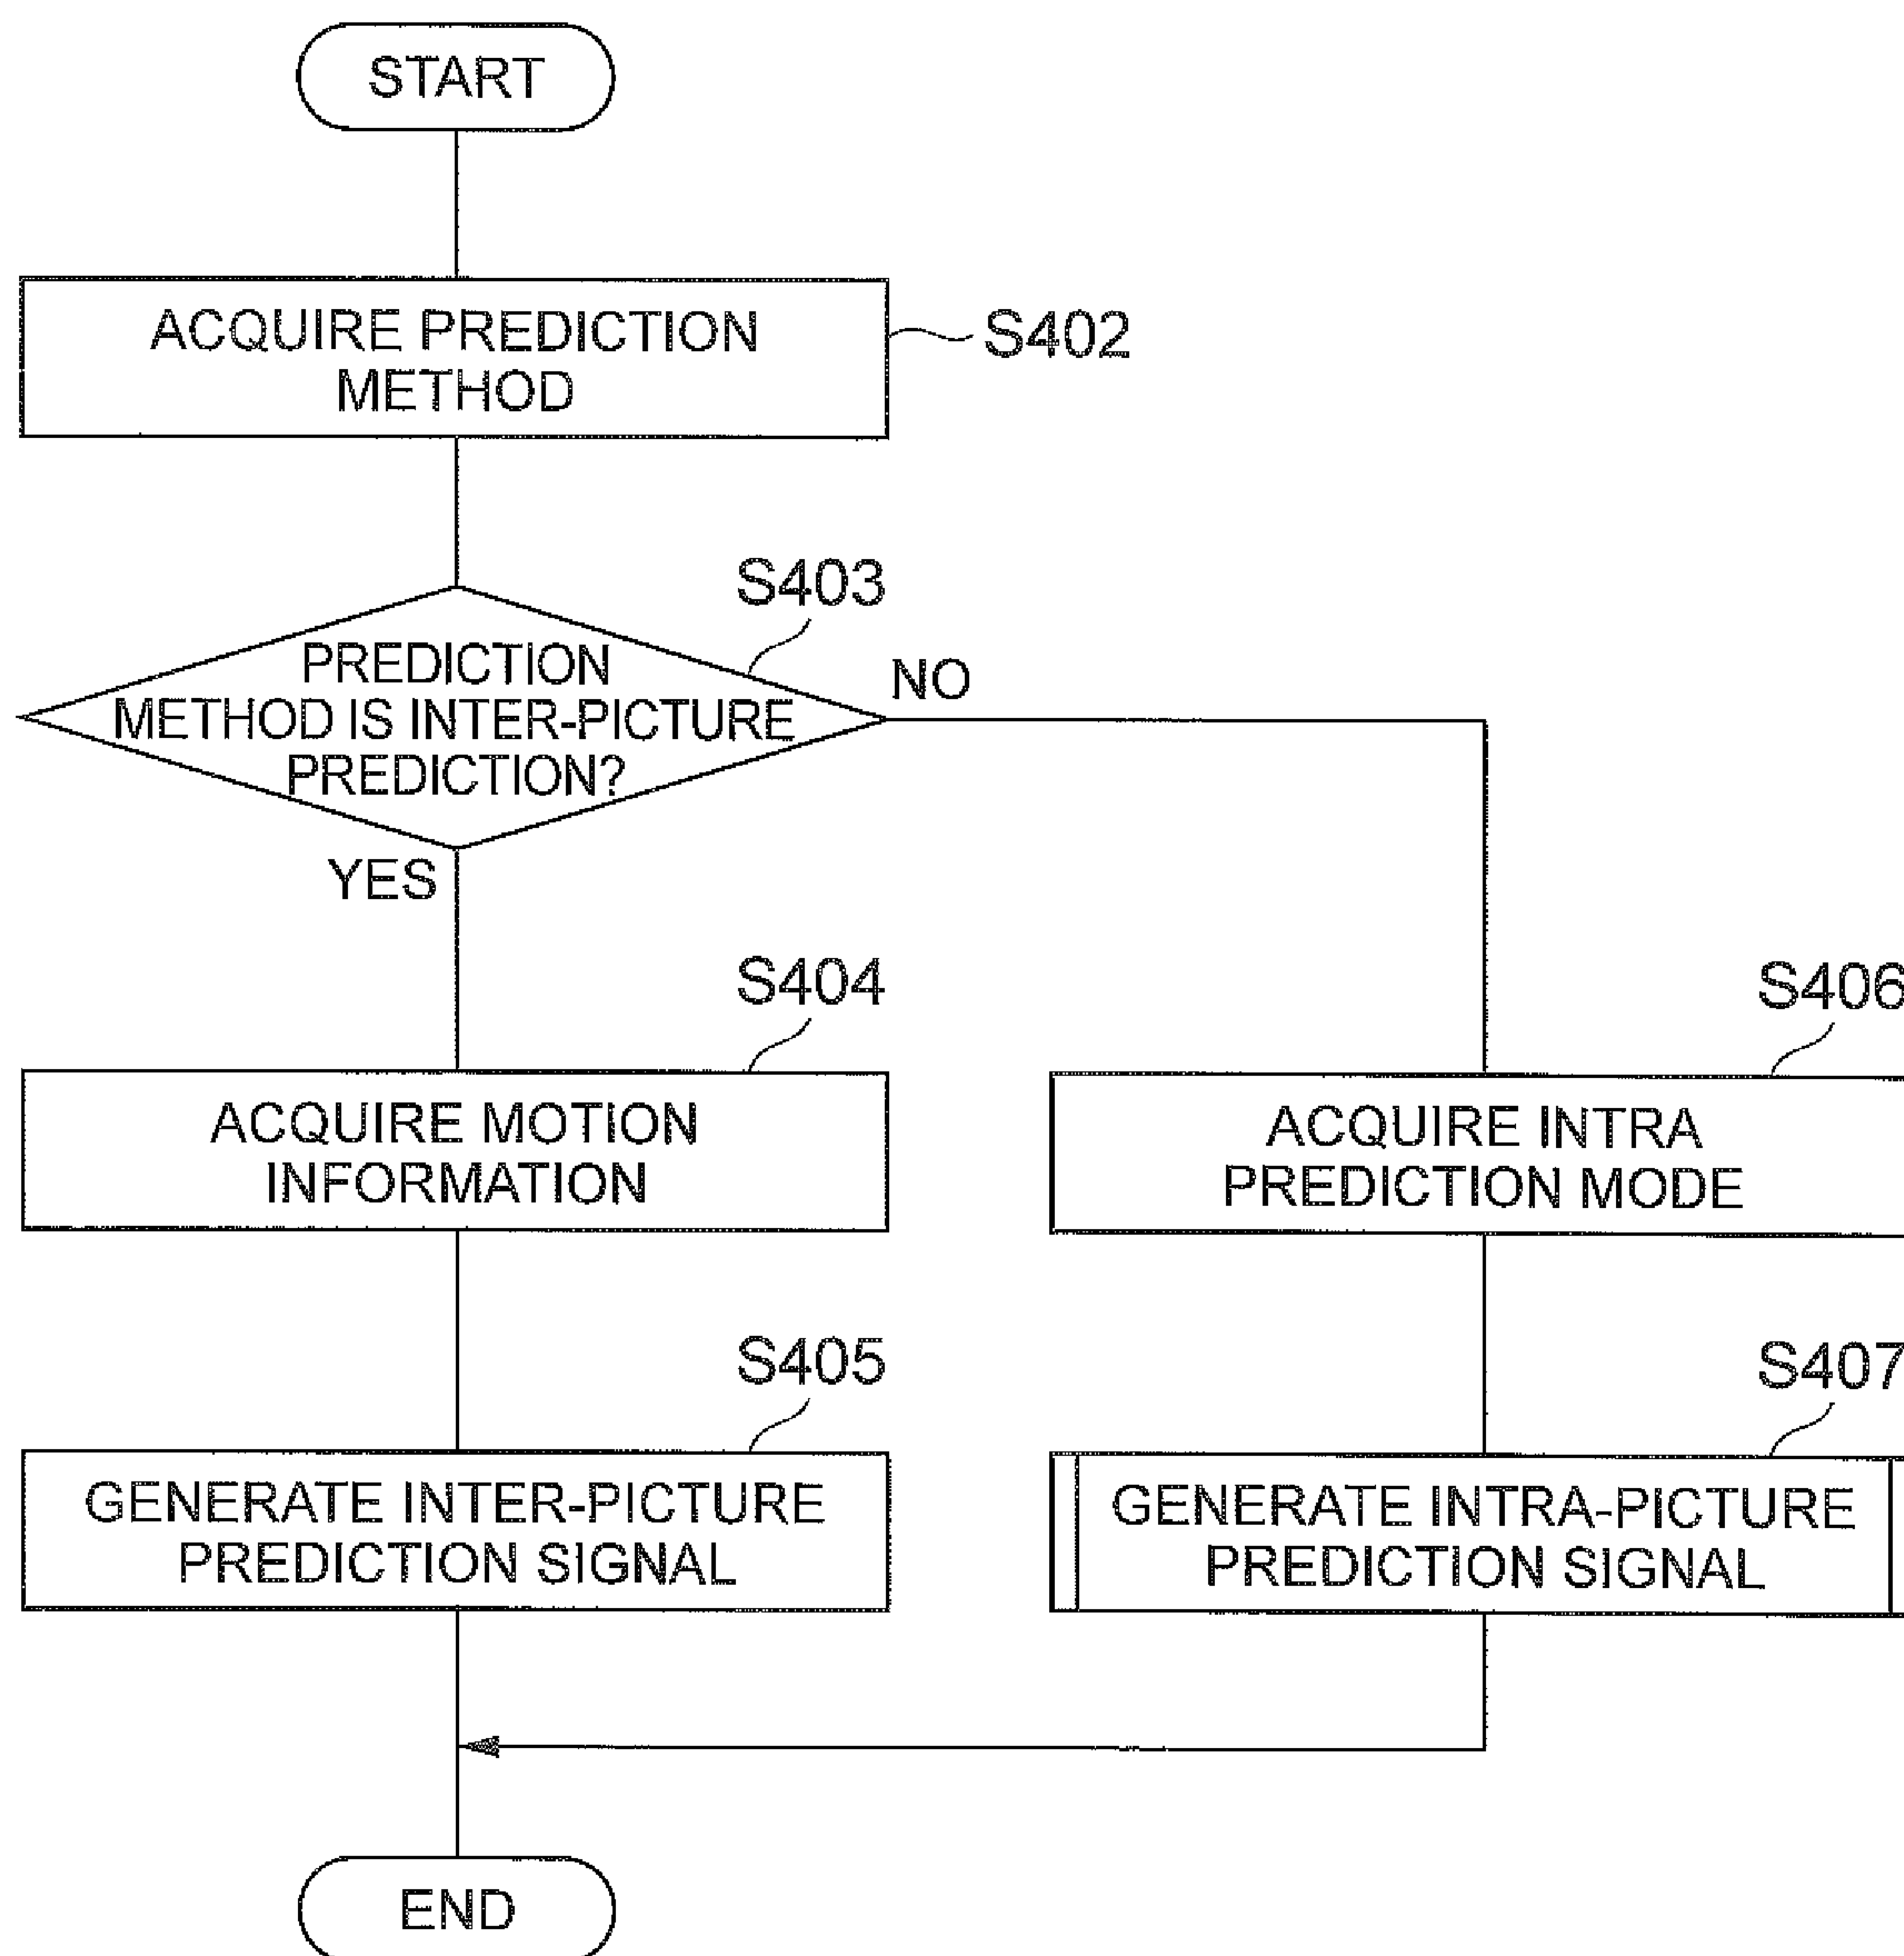 START
ACQUIRE PREDICTION
METHOD
S402
S403
PREDICTION
METHOD IS INTER-PICTURE
PREDICTION?
NO
YES
S404
ACQUIRE MOTION
INFORMATION
S405
GENERATE INTER-PICTURE
PREDICTION SIGNAL
S406
ACQUIRE INTRA
PREDICTION MODE
S407
GENERATE INTRA-PICTURE
PREDICTION SIGNAL
END